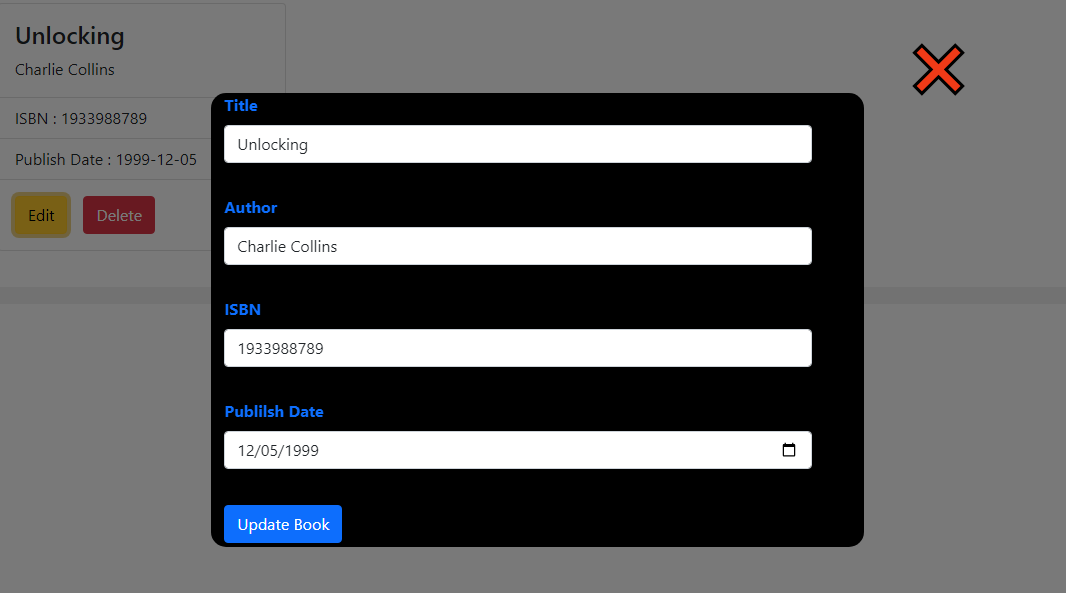 Unlocking
Charlie Collins
ISBN : 1933988789
Publish Date : 1999-12-05
Edit
Delete
Title
Unlocking
Author
Charlie Collins
ISBN
1933988789
Publilsh Date
12/05/1999
Update Book